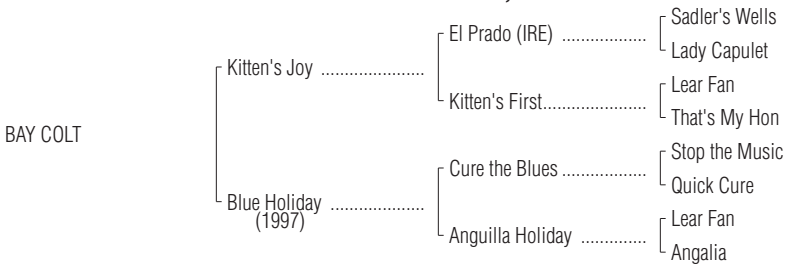 Sadler's Wells
El Prado (IRE) ..................
Lady Capulet
Kitten's Joy ......................
Lear Fan
Kitten's First......................
That's My Hon
BAY COLT
Stop the Music
Cure the Blues ..................
Quick Cure
Blue Holiday ....................
(1997)
Lear Fan
Anguilla Holiday ..............
Angalia